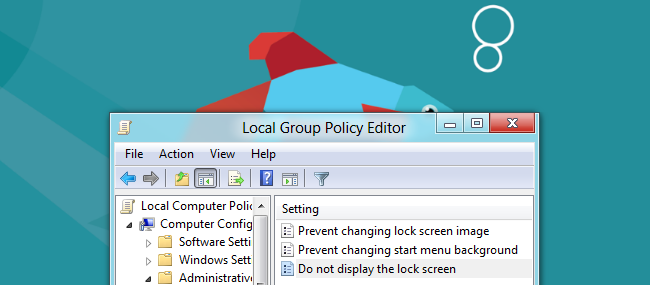 Local Group Policy Editor
File Action View Help
Local Computer Polic
Computer Config
Software Setti
Windows Sett
Administrative
Setting
Prevent changing lock screen image
Prevent changing start menu background
Do not display the lock screen